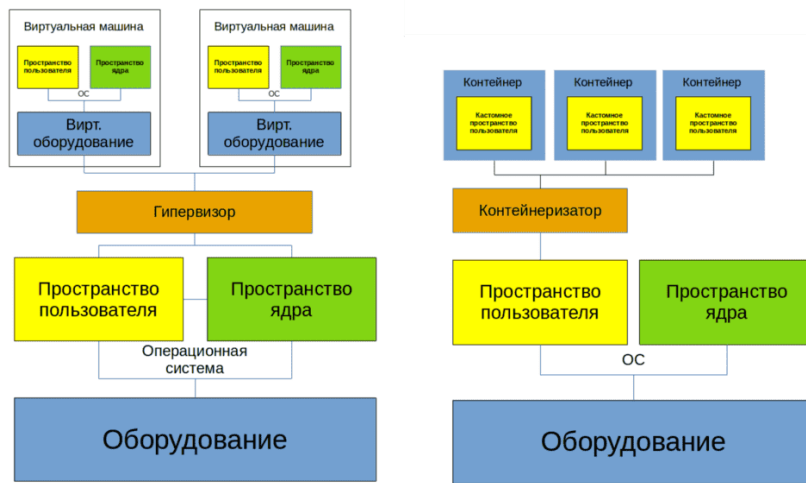 Виртуальная машина
Пространство
пользователя
Пространство
ядра
ОС
Вирт.
оборудование
Виртуальная машина
Пространство
пользователя
Пространство
ядра
ОС
Вирт.
оборудование
Гипервизор
Пространство
пользователя
Пространство
ядра
Операционная
система
Оборудование
Контейнер
Кастомное
пространство
пользователя
Контейнер
Кастомное
пространство
пользователя
Контейнер
Кастомное
пространство
пользователя
Контейнеризатор
Пространство
пользователя
Пространство
ядра
ОС
Оборудование